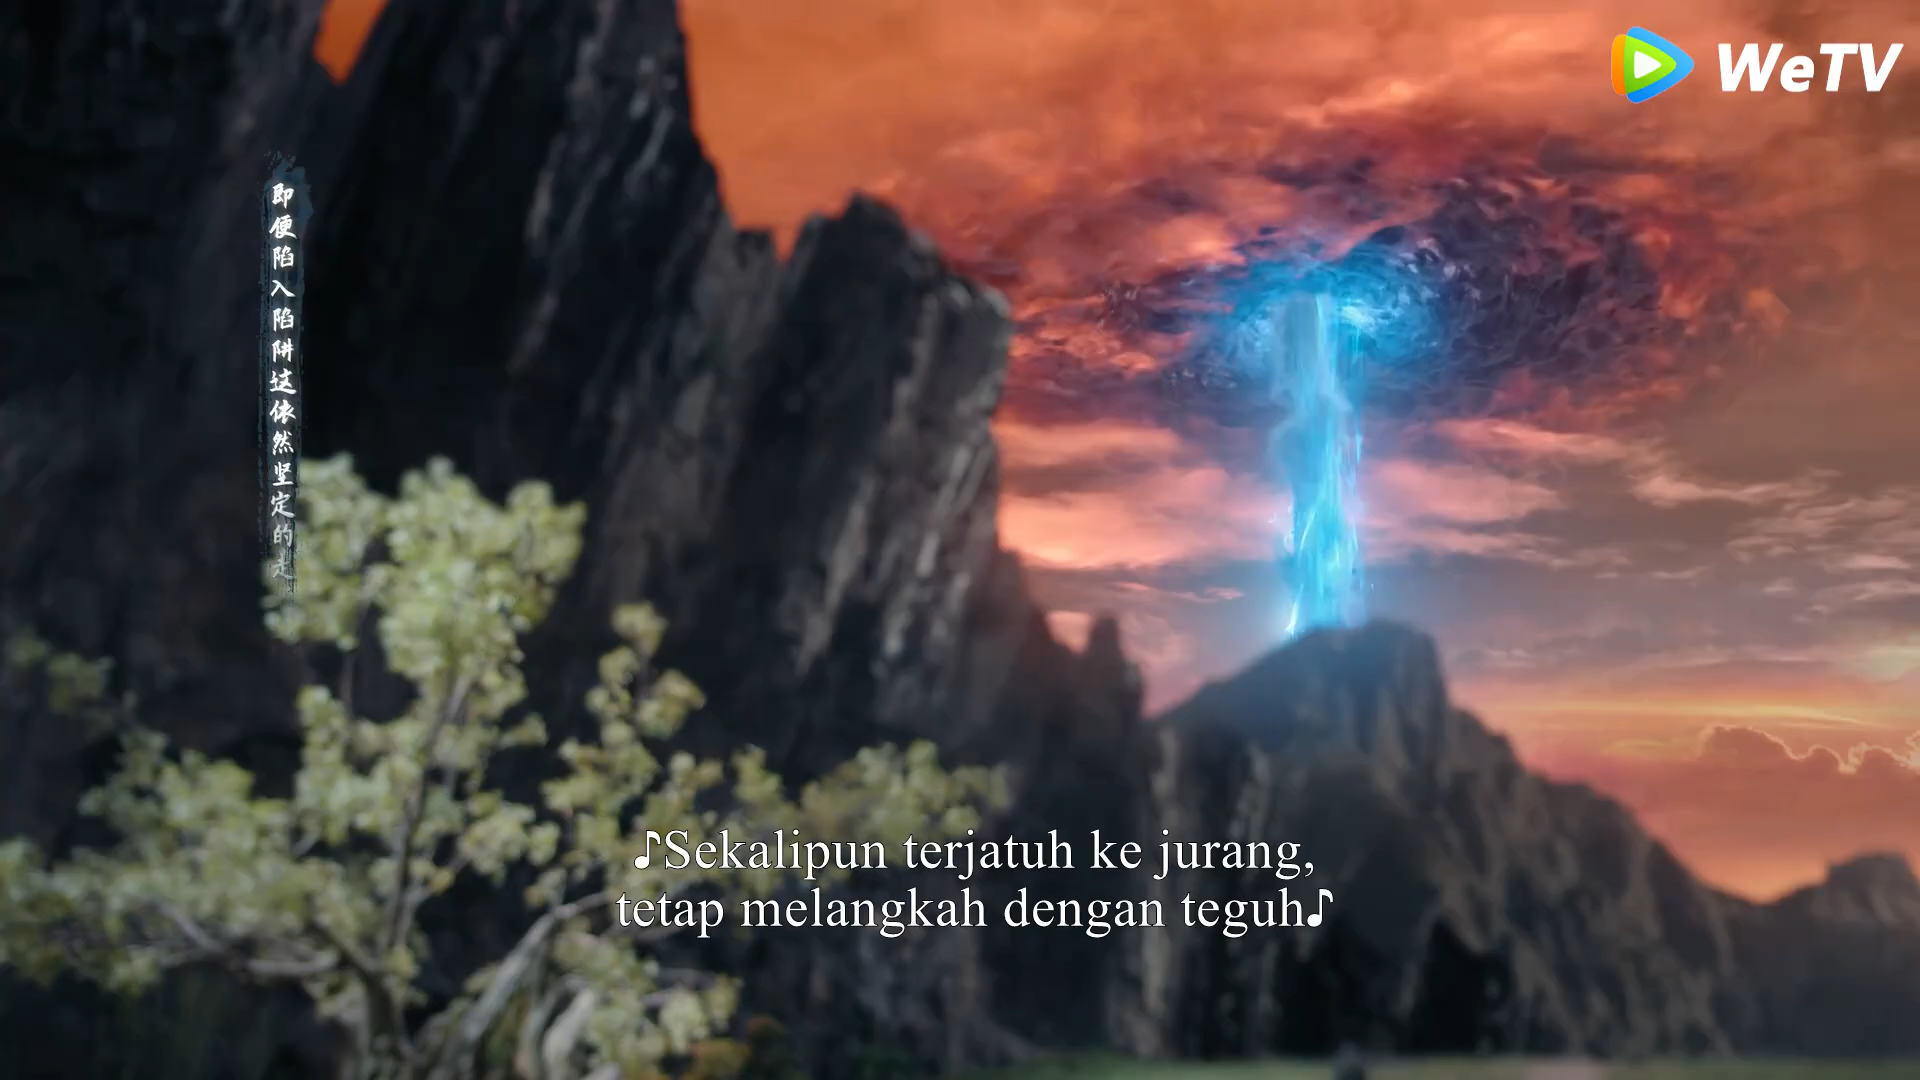 WeTV
即便陷入陷阱这依然坚定的走
♪Sekalipun terjatuh ke jurang,
tetap melangkah dengan teguh♪